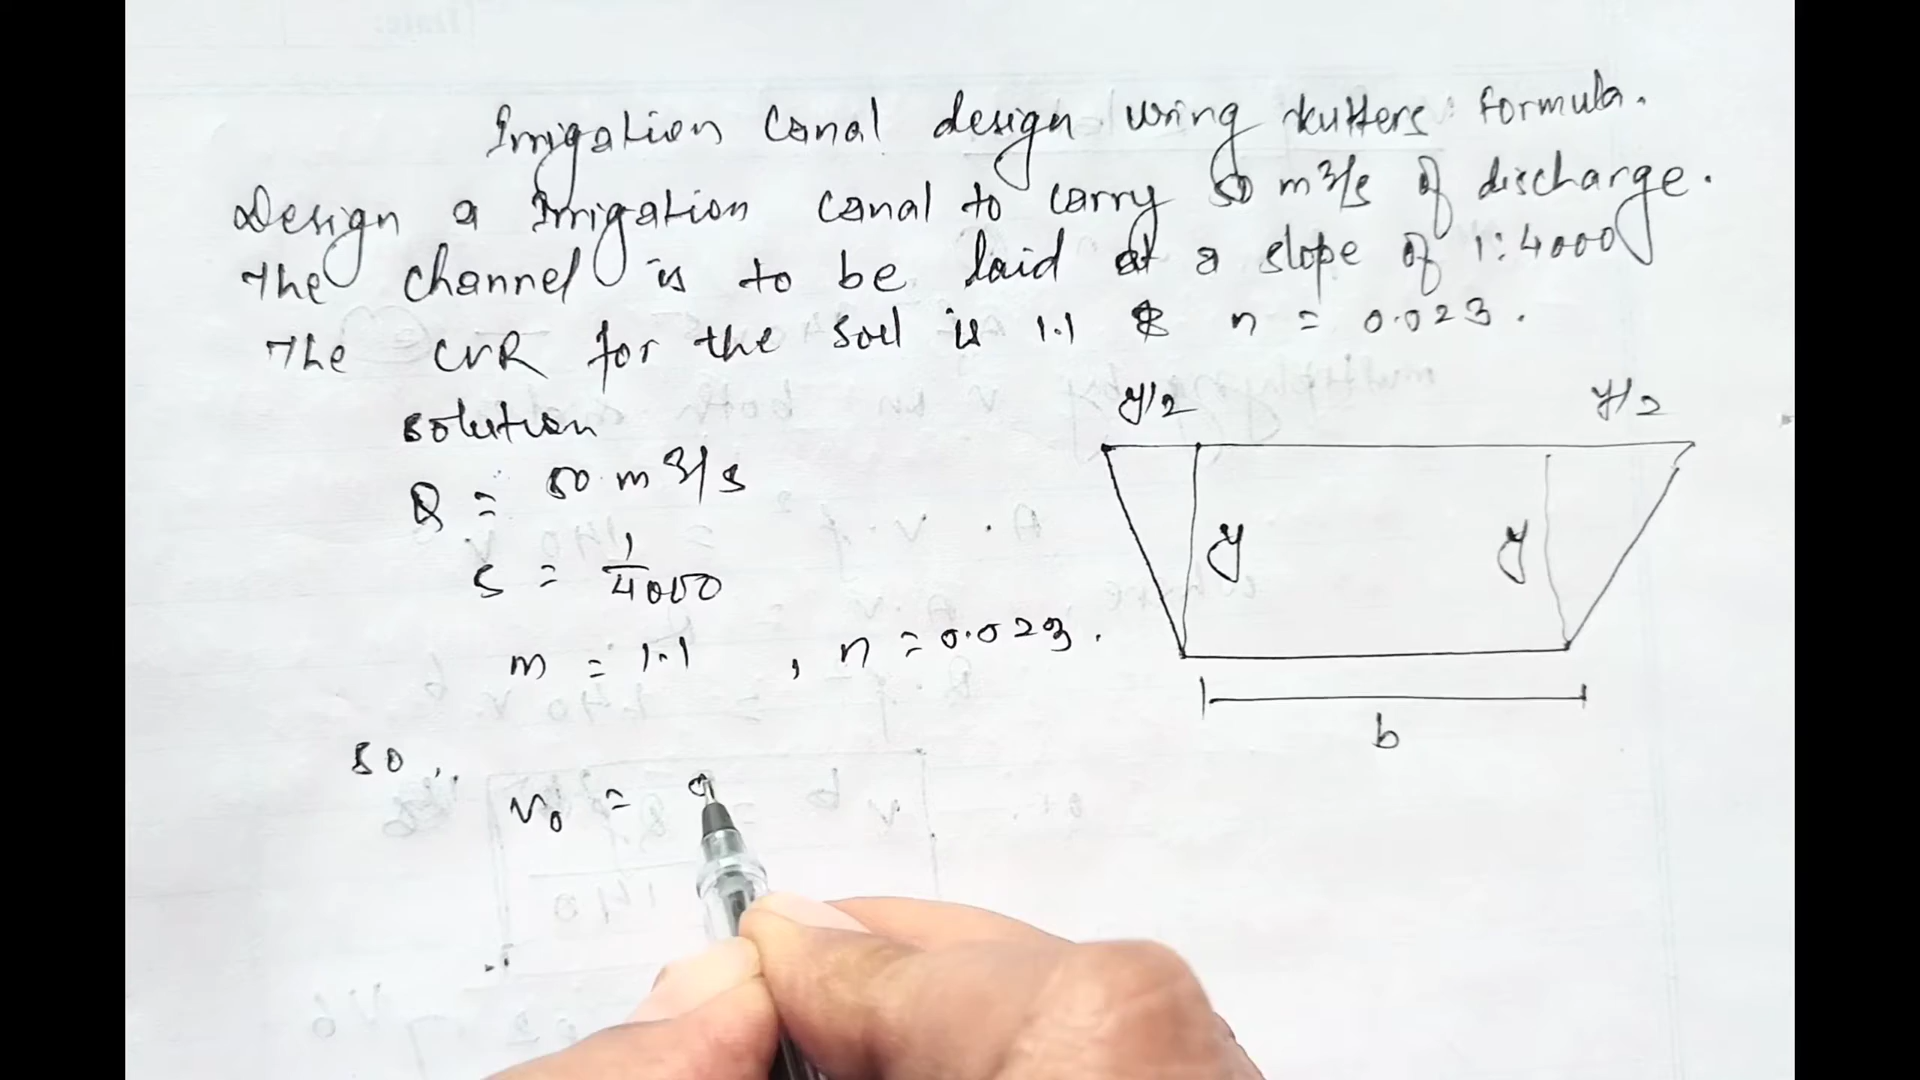 Irrigation Canal design using kutters formula.
Design a Irrigation canal to carry 50 m3/s of discharge.
The channel is to be laid at a slope of 1:4000
The CVR for the soil is 1.1 & n = 0.023.
solution
Q = 50 m3/s
S = 1/4000
m = 1.1 , n = 0.023.
y/2 y/2
y y
b
so,
v0 = 0